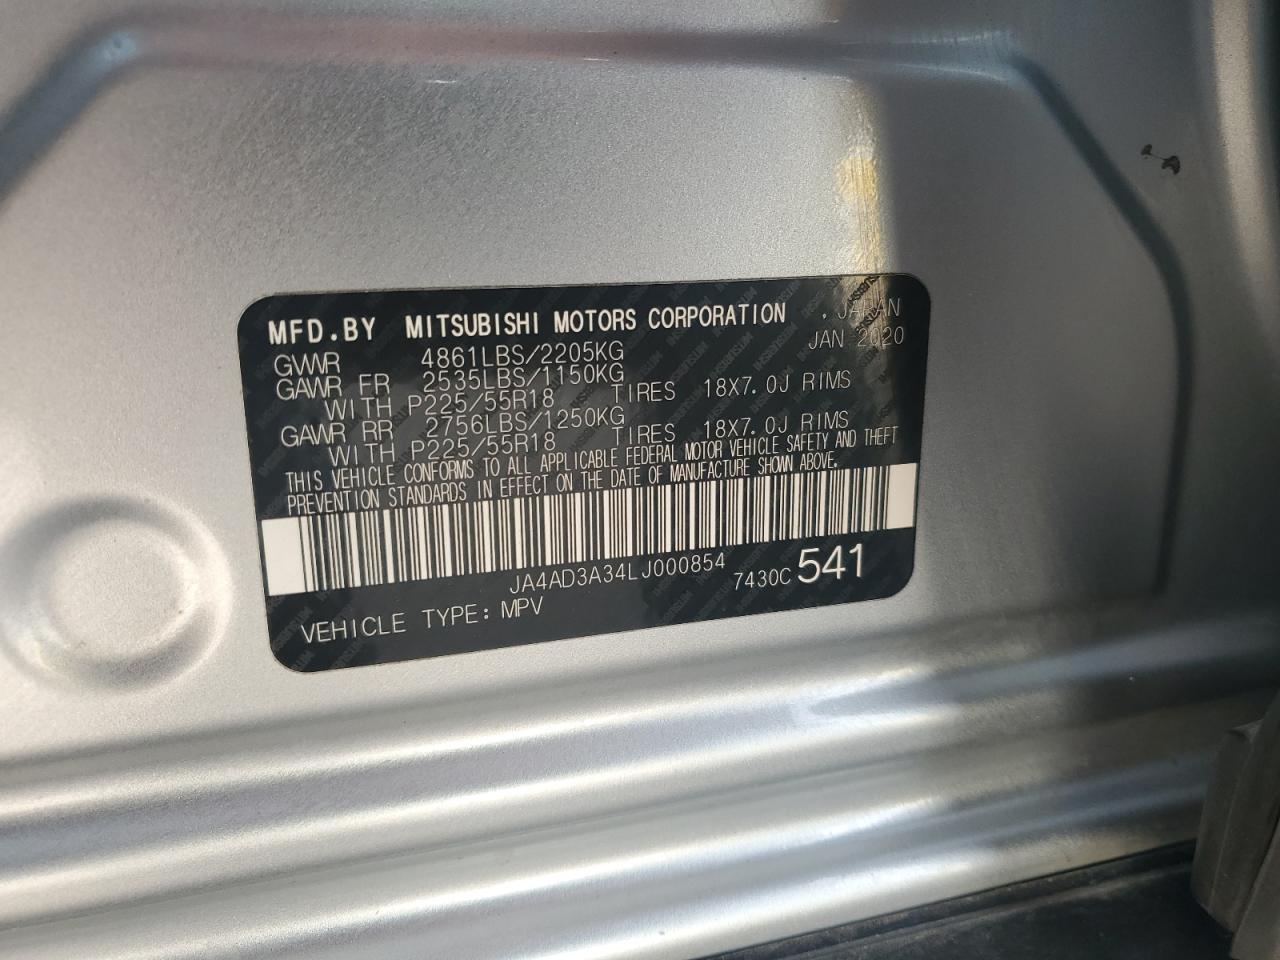 MFD.BY MITSUBISHI MOTORS CORPORATION , JAPAN
GVWR 4861LBS/2205KG JAN 2020
GAWR FR 2535LBS/1150KG
WITH P225/55R18 TIRES 18X7.0J RIMS
GAWR RR 2756LBS/1250KG
WITH P225/55R18 TIRES 18X7.0J RIMS
THIS VEHICLE CONFORMS TO ALL APPLICABLE FEDERAL MOTOR VEHICLE SAFETY AND THEFT
PREVENTION STANDARDS IN EFFECT ON THE DATE OF MANUFACTURE SHOWN ABOVE.
JA4AD3A34LJ000854
7430C 541
VEHICLE TYPE: MPV